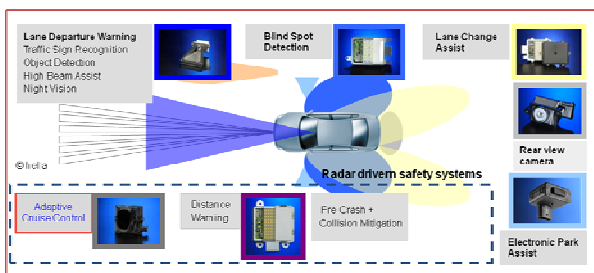 Lane Departure Warning
Traffic Sign Recognition
Object Detection
High Beam Assist
Night Vision
Blind Spot
Detection
Lane Change
Assist
© Hella
Rear view
camera
Radar drivern safety systems
Adaptive
Cruise Control
Distance
Warning
Pre Crash +
Collision Mitigation
Electronic Park
Assist